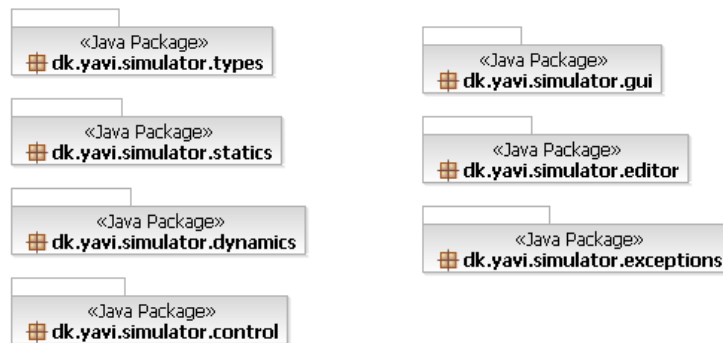 «Java Package»
dk.yavi.simulator.types
«Java Package»
dk.yavi.simulator.statics
«Java Package»
dk.yavi.simulator.dynamics
«Java Package»
dk.yavi.simulator.control
«Java Package»
dk.yavi.simulator.gui
«Java Package»
dk.yavi.simulator.editor
«Java Package»
dk.yavi.simulator.exceptions